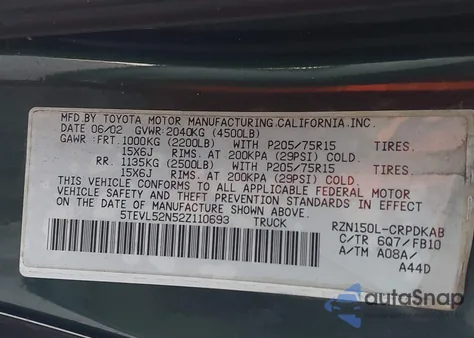 MFD BY TOYOTA MOTOR MANUFACTURING.CALIFORNIA.INC.
DATE 06/02 GVWR 2040KG (4500LB)
GAWR : FRT. 1000KG (2200LB) WITH P205/75R15 TIRES.
15X6J RIMS. AT 200KPA (29PSI) COLD.
RR. 1135KG (2500LB) WITH P205/75R15 TIRES.
15X6J RIMS. AT 200KPA (29PSI) COLD.
THIS VEHICLE CONFORMS TO ALL APPLICABLE FEDERAL MOTOR
VEHICLE SAFETY AND THEFT PREVENTION STANDARDS IN
EFFECT ON THE DATE OF MANUFACTURE SHOWN ABOVE.
5TEVL52N52Z110693 TRUCK RZN150L-CRPDKAB
C/TR 6Q7/FB10
A/TM A08A/
A44D
autaSnap